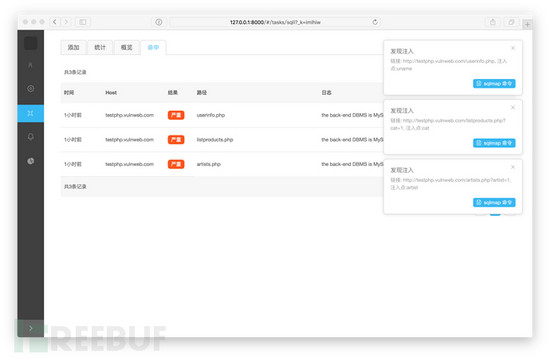 127.0.0.1:8000/#/tasks/sqli?_k=imlhiw
添加 统计 概览 命中
共3条记录
时间 Host 结果 路径 日志
1小时前 testphp.vulnweb.com 严重 userinfo.php the back-end DBMS is MyS
1小时前 testphp.vulnweb.com 严重 listproducts.php the back-end DBMS is MyS
1小时前 testphp.vulnweb.com 严重 artists.php the back-end DBMS is MyS
共3条记录
发现注入
链接: http://testphp.vulnweb.com/userinfo.php, 注入
点:uname
sqlmap 命令
发现注入
链接: http://testphp.vulnweb.com/listproducts.php?
cat=1, 注入点:cat
sqlmap 命令
发现注入
链接: http://testphp.vulnweb.com/artists.php?artist=1,
注入点:artist
sqlmap 命令
REEBUF